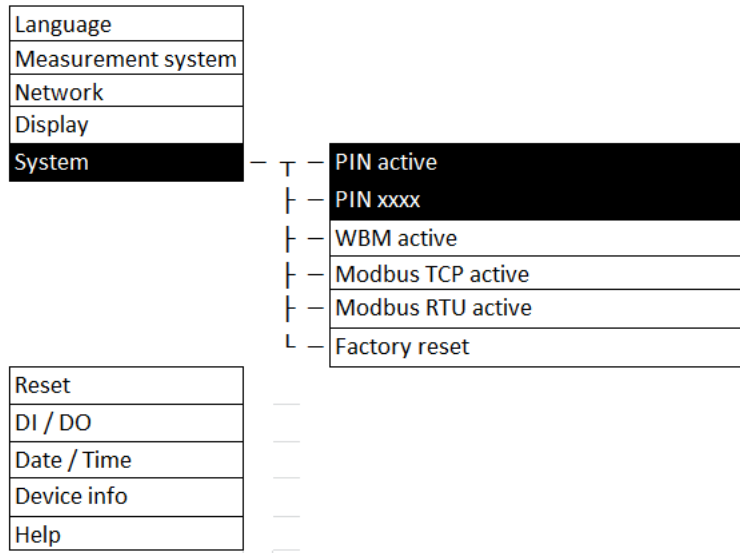 Language
Measurement system
Network
Display
System
PIN active
PIN xxxx
WBM active
Modbus TCP active
Modbus RTU active
Factory reset
Reset
DI / DO
Date / Time
Device info
Help